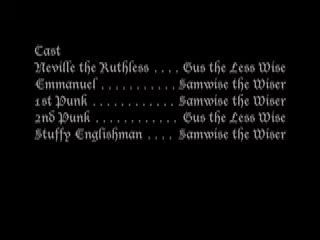 Cast
Neville the Ruthless .... Gus the Less Wise
Emmanuel ........... Samwise the Wiser
1st Punk ............ Samwise the Wiser
2nd Punk ............ Gus the Less Wise
Stuffy Englishman .... Samwise the Wiser